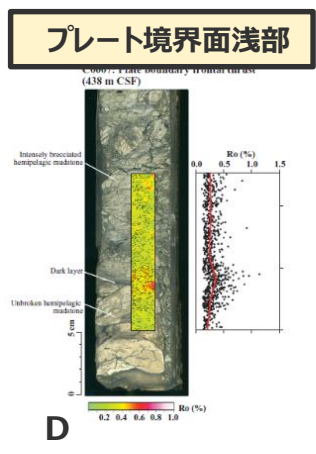 プレート境界面浅部
C0007: Plate boundary frontal thrust
(438 m CSF)
Intensely brecciated
hemipelagic mudstone
Ro (%)
0.0 0.5 1.0 1.5
Dark layer
Unbroken hemipelagic
mudstone
5 cm
0
Ro (%)
0.2 0.4 0.6 0.8 1.0
D